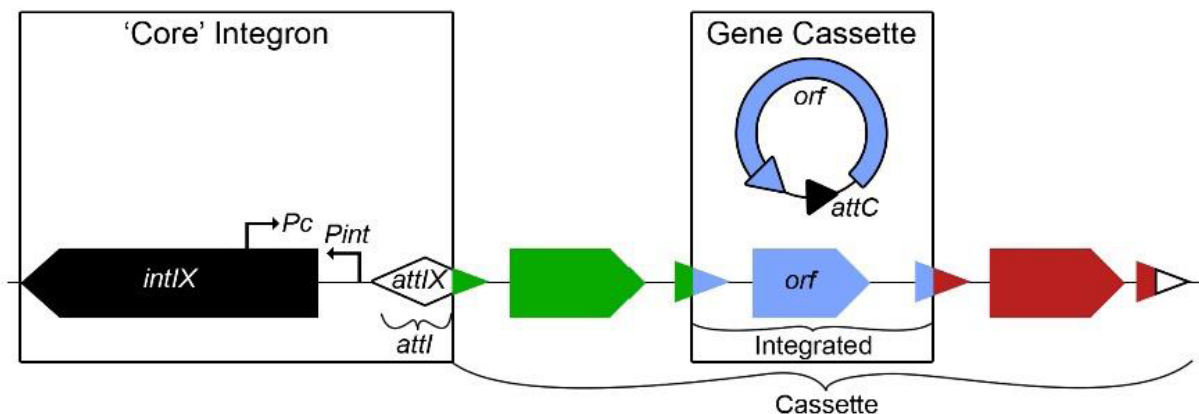 ‘Core’ Integron
Gene Cassette
orf
attC
Pc
Pint
intIX
attIX
orf
attI
Integrated
Cassette